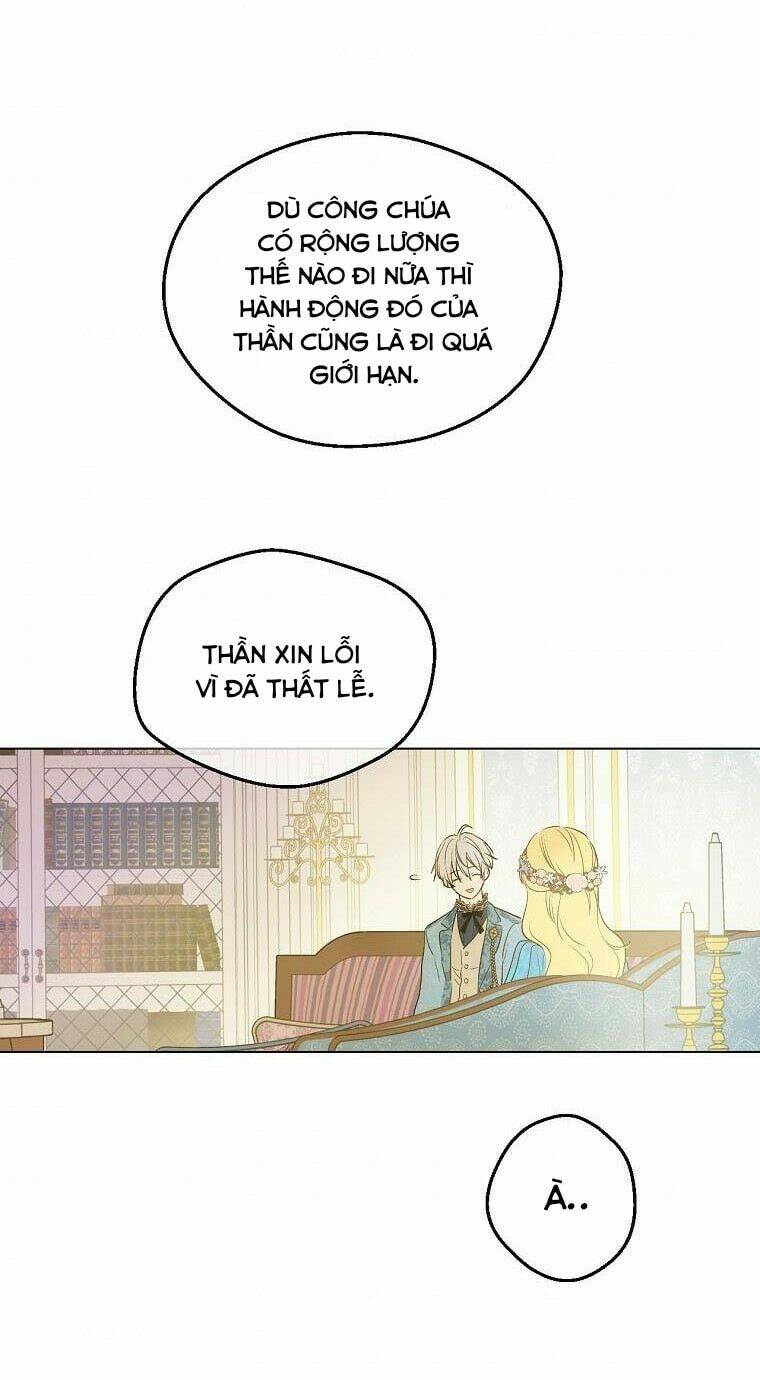 DÙ CÔNG CHÚA
CÓ RỘNG LƯỢNG
THẾ NÀO ĐI NỮA THÌ
HÀNH ĐỘNG ĐÓ CỦA
THẦN CŨNG LÀ ĐI QUÁ
GIỚI HẠN.
THẦN XIN LỖI
VÌ ĐÃ THẤT LỄ.
À..